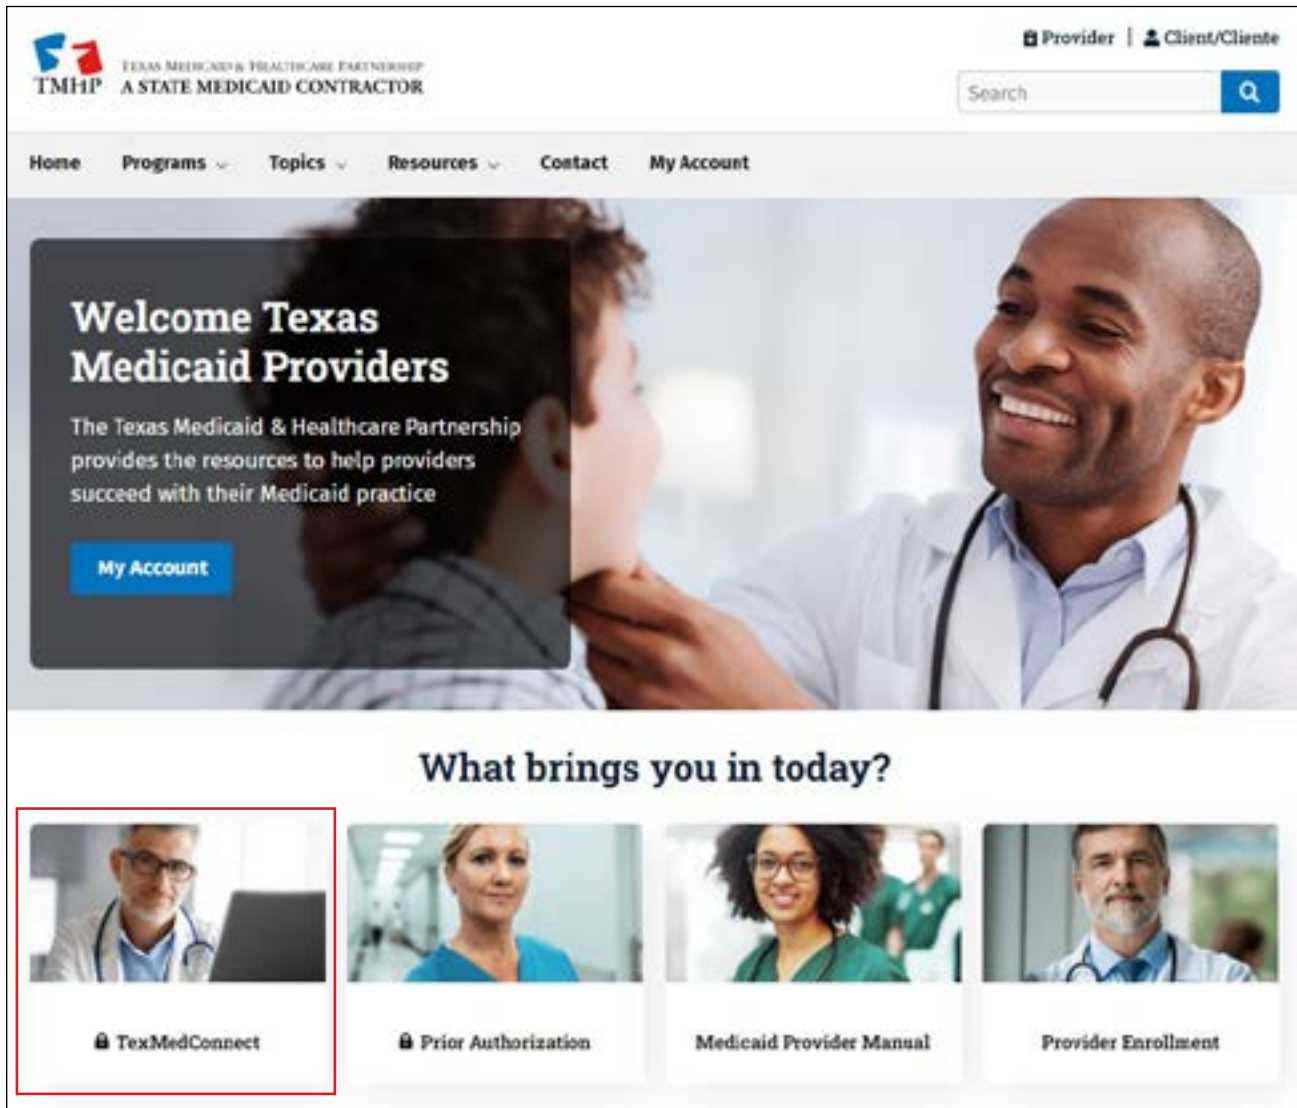 Provider | Client/Cliente
TMHP
TEXAS MEDICAID & HEALTHCARE PARTNERSHIP
A STATE MEDICAID CONTRACTOR
Search
Home Programs Topics Resources Contact My Account
Welcome Texas
Medicaid Providers
The Texas Medicaid & Healthcare Partnership
provides the resources to help providers
succeed with their Medicaid practice
My Account
What brings you in today?
TexMedConnect
Prior Authorization
Medicaid Provider Manual
Provider Enrollment